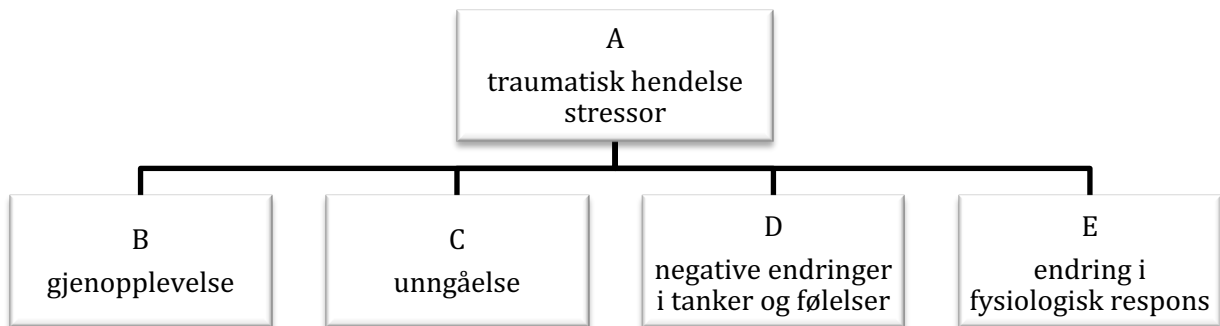 A
traumatisk hendelse
stressor
B
gjenopplevelse
C
unngåelse
D
negative endringer
i tanker og følelser
E
endring i
fysiologisk respons